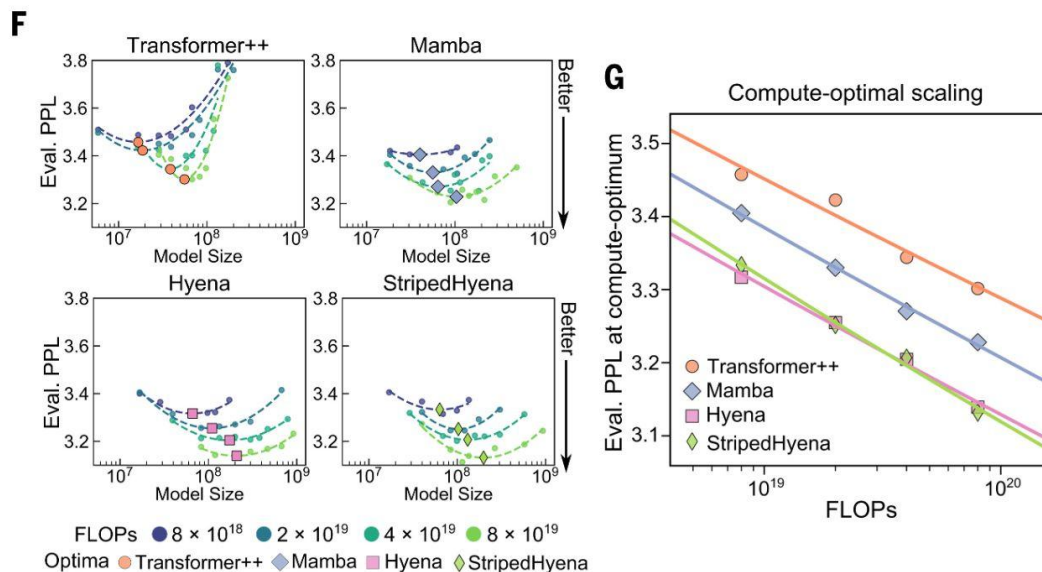 F
Transformer++
Mamba
3.8
3.6
3.4
3.2
Eval. PPL
10⁷
10⁸
10⁹
Model Size
3.8
3.6
3.4
3.2
10⁷
10⁸
10⁹
Model Size
Better
Hyena
StripedHyena
3.8
3.6
3.4
3.2
Eval. PPL
10⁷
10⁸
10⁹
Model Size
3.8
3.6
3.4
3.2
10⁷
10⁸
10⁹
Model Size
Better
FLOPs 8 × 10¹⁸ 2 × 10¹⁹ 4 × 10¹⁹ 8 × 10¹⁹
Optima Transformer++ Mamba Hyena StripedHyena
G
Compute-optimal scaling
Eval. PPL at compute-optimum
3.5
3.4
3.3
3.2
3.1
Transformer++
Mamba
Hyena
StripedHyena
10¹⁹
10²⁰
FLOPs